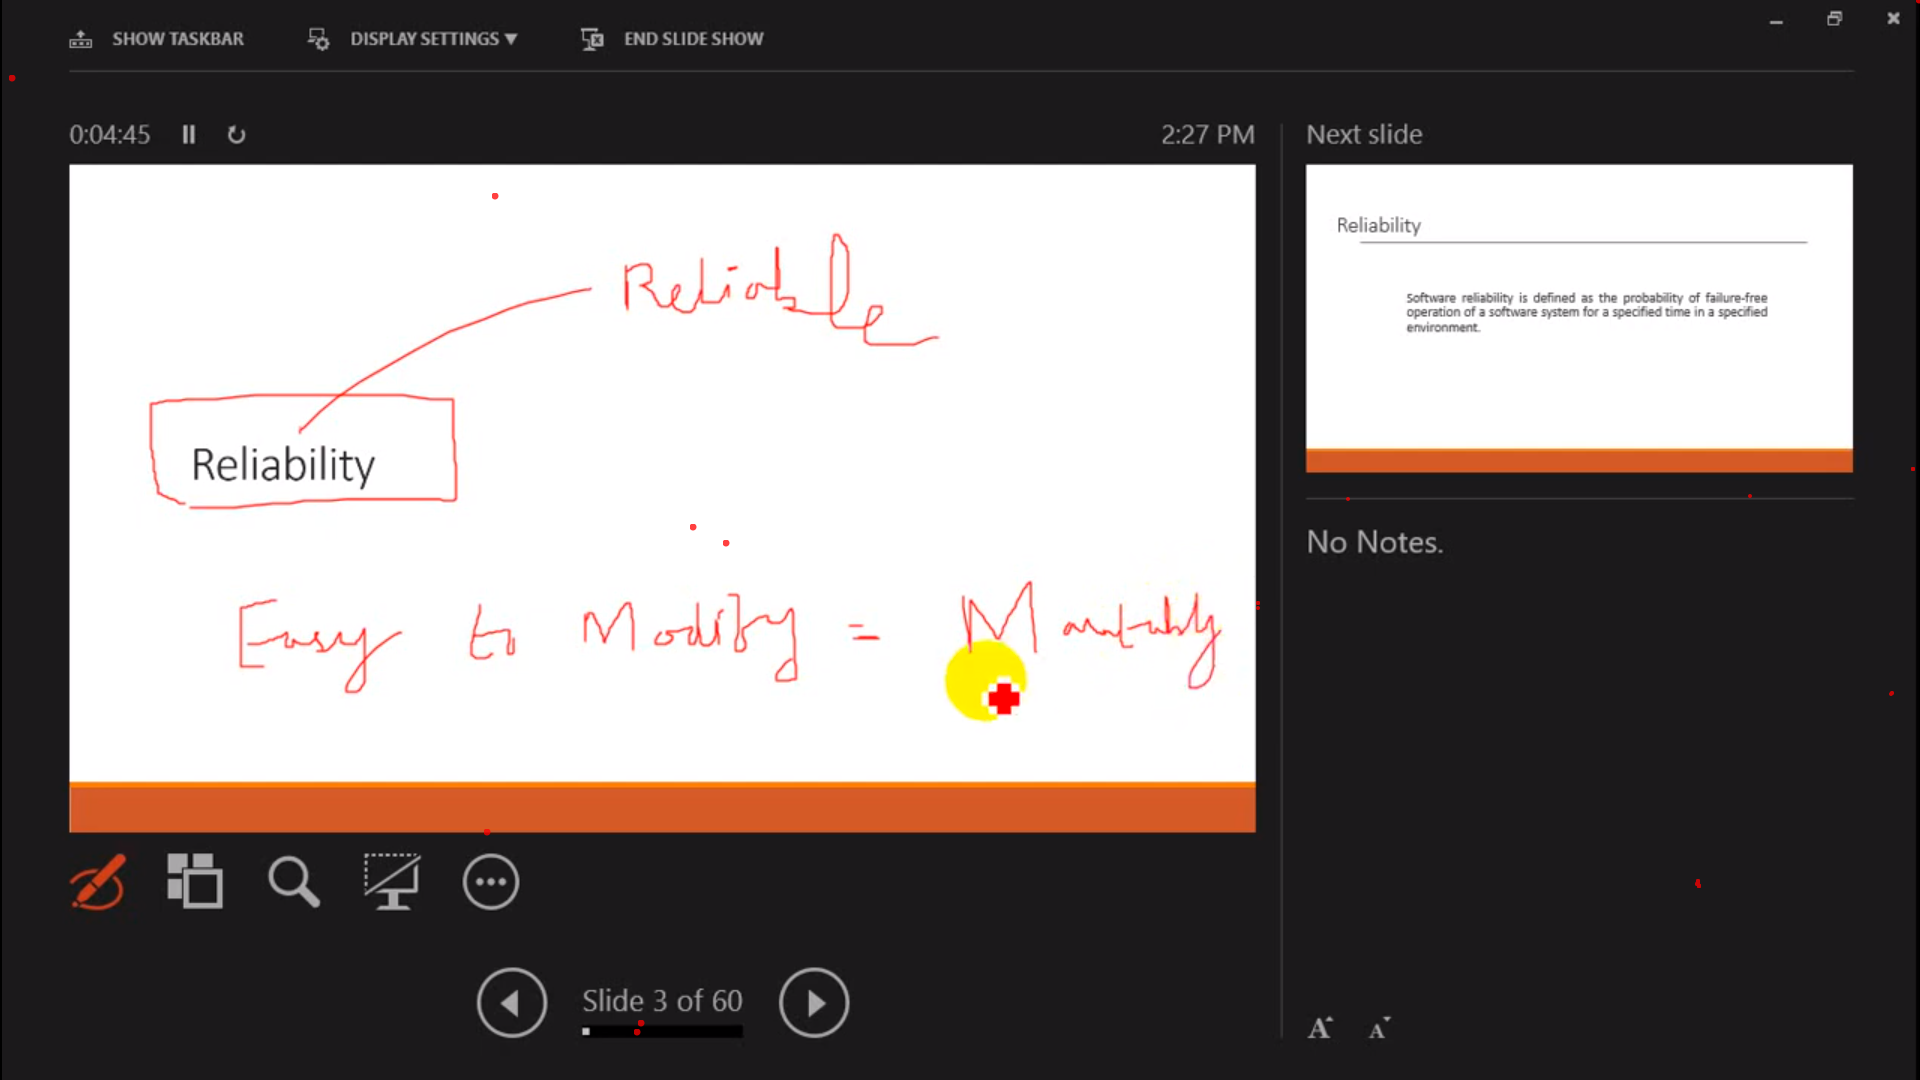 SHOW TASKBAR DISPLAY SETTINGS ▼ END SLIDE SHOW
0:04:45 2:27 PM
Reliable
Reliability
Easy to Modify =
Next slide
Reliability
Software reliability is defined as the probability of failure-free
operation of a software system for a specified time in a specified
environment.
No Notes.
Slide 3 of 60
A A